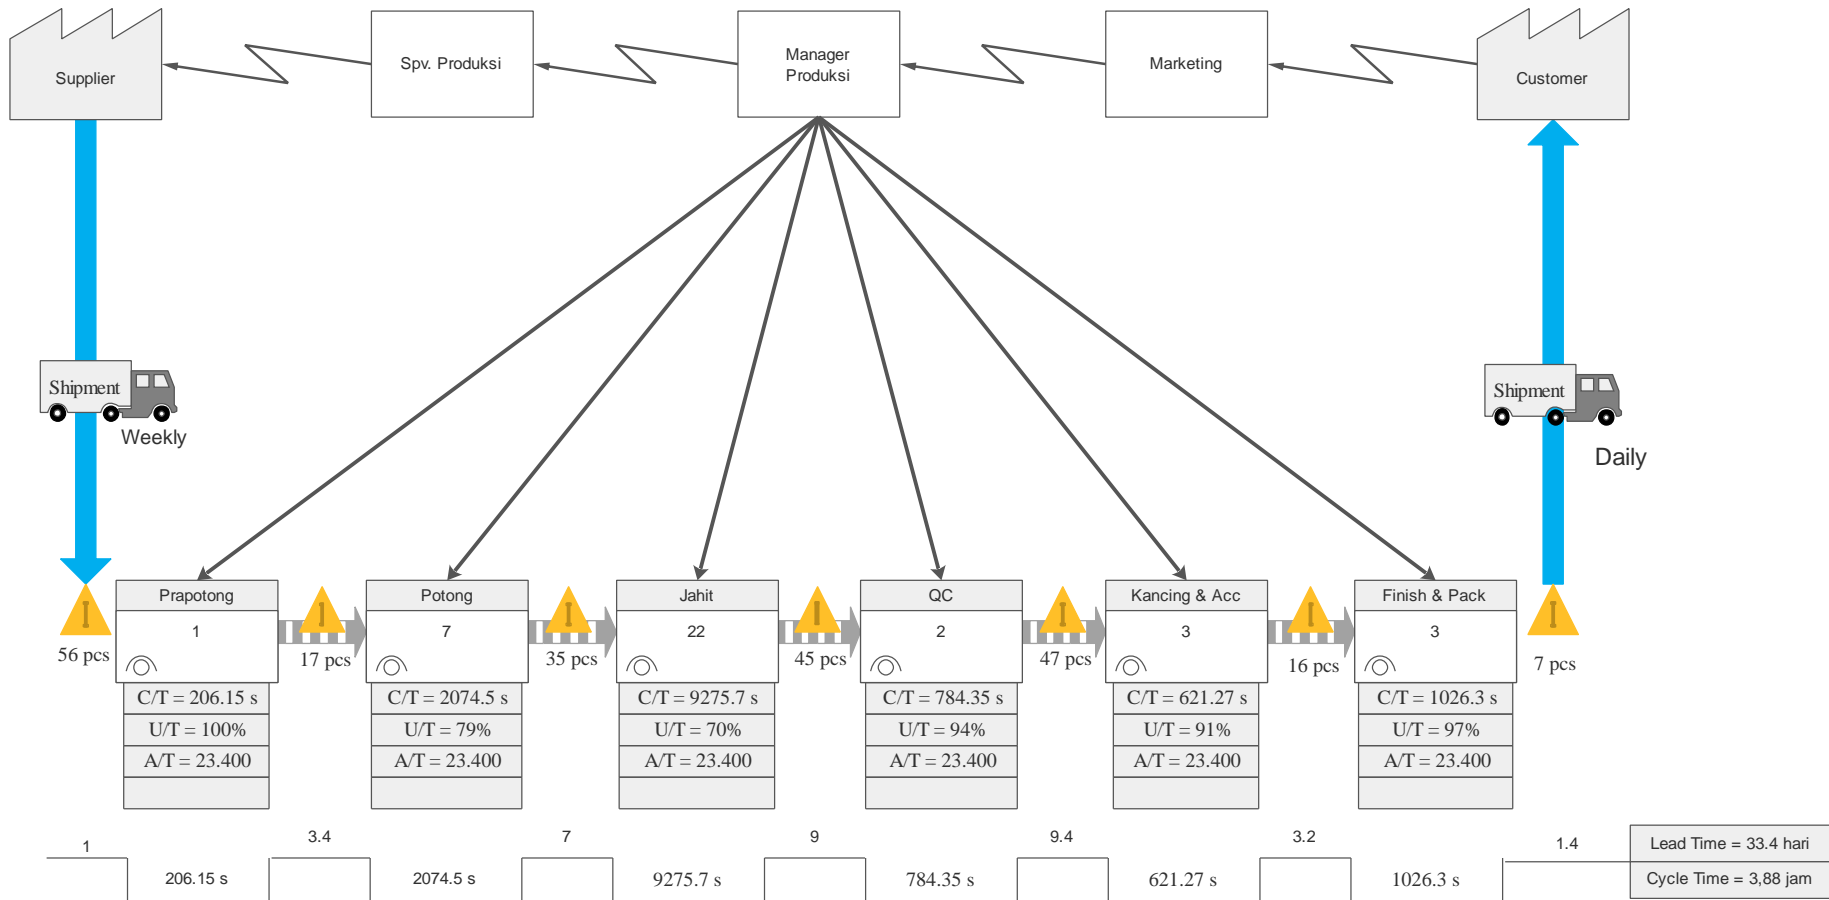 Supplier
Spv. Produksi
Manager
Produksi
Marketing
Customer
Shipment
Weekly
Shipment
Daily
56 pcs
Prapotong
1
17 pcs
Potong
7
35 pcs
Jahit
22
45 pcs
QC
2
47 pcs
Kancing & Acc
3
16 pcs
Finish & Pack
3
7 pcs
C/T = 206.15 s
U/T = 100%
A/T = 23.400
C/T = 2074.5 s
U/T = 79%
A/T = 23.400
C/T = 9275.7 s
U/T = 70%
A/T = 23.400
C/T = 784.35 s
U/T = 94%
A/T = 23.400
C/T = 621.27 s
U/T = 91%
A/T = 23.400
C/T = 1026.3 s
U/T = 97%
A/T = 23.400
1
206.15 s
3.4
2074.5 s
7
9275.7 s
9
784.35 s
9.4
621.27 s
3.2
1026.3 s
1.4
Lead Time = 33.4 hari
Cycle Time = 3,88 jam